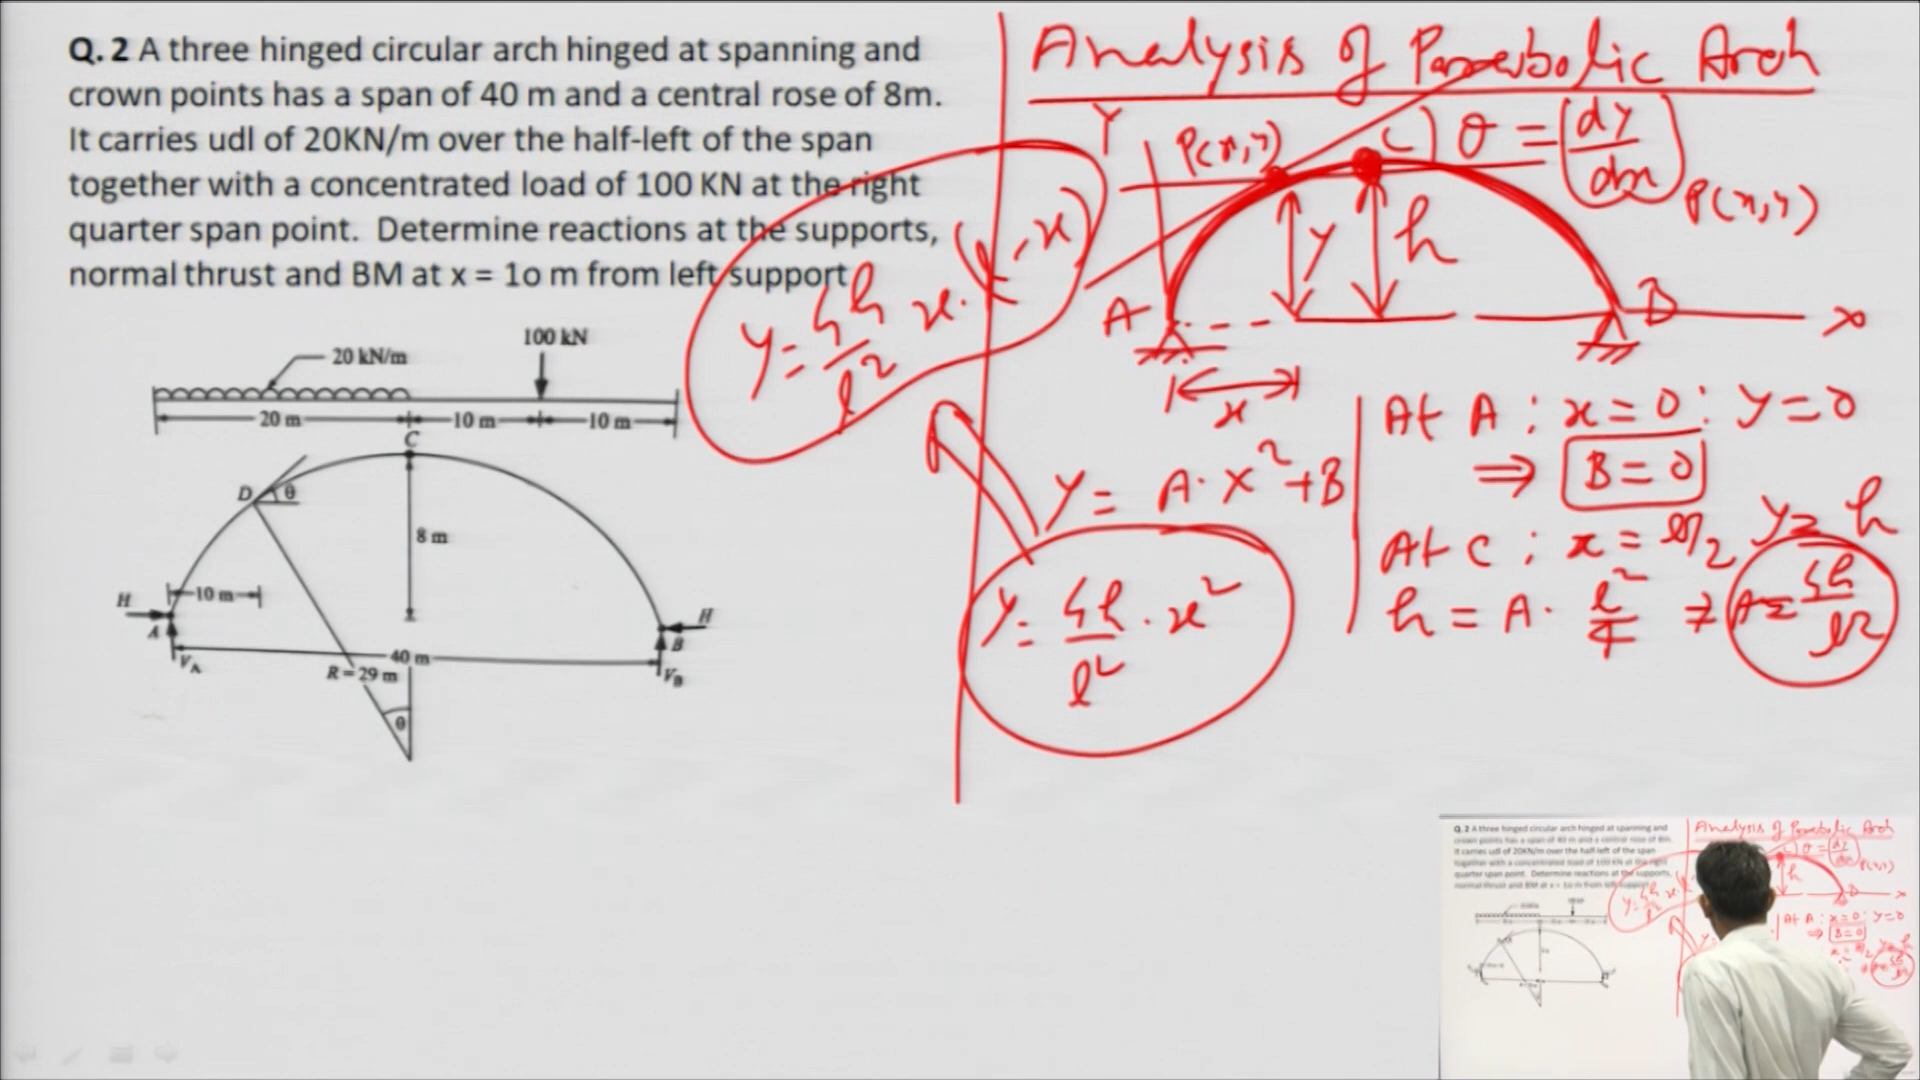 Q. 2 A three hinged circular arch hinged at spanning and
crown points has a span of 40 m and a central rose of 8m.
It carries udl of 20KN/m over the half-left of the span
together with a concentrated load of 100 KN at the right
quarter span point. Determine reactions at the supports,
normal thrust and BM at x = 1o m from left support
20 kN/m
100 kN
20 m
10 m
10 m
C
D
θ
8 m
H
10 m
A
V_A
40 m
H
B
V_B
R = 29 m
θ
Analysis of Parabolic Arch
Y
P(x,y)
C
θ = (dy/dx)
P(x,y)
y
h
A
B
x
x
y = 4h/l² x.(l-x)
At A : x = 0 : y = 0
⇒ B = 0
y = A.x² + B
At C : x = l/2 y = h
h = A. l²/4 ⇒ A = 4h/l²
y = 4h/l² . x²